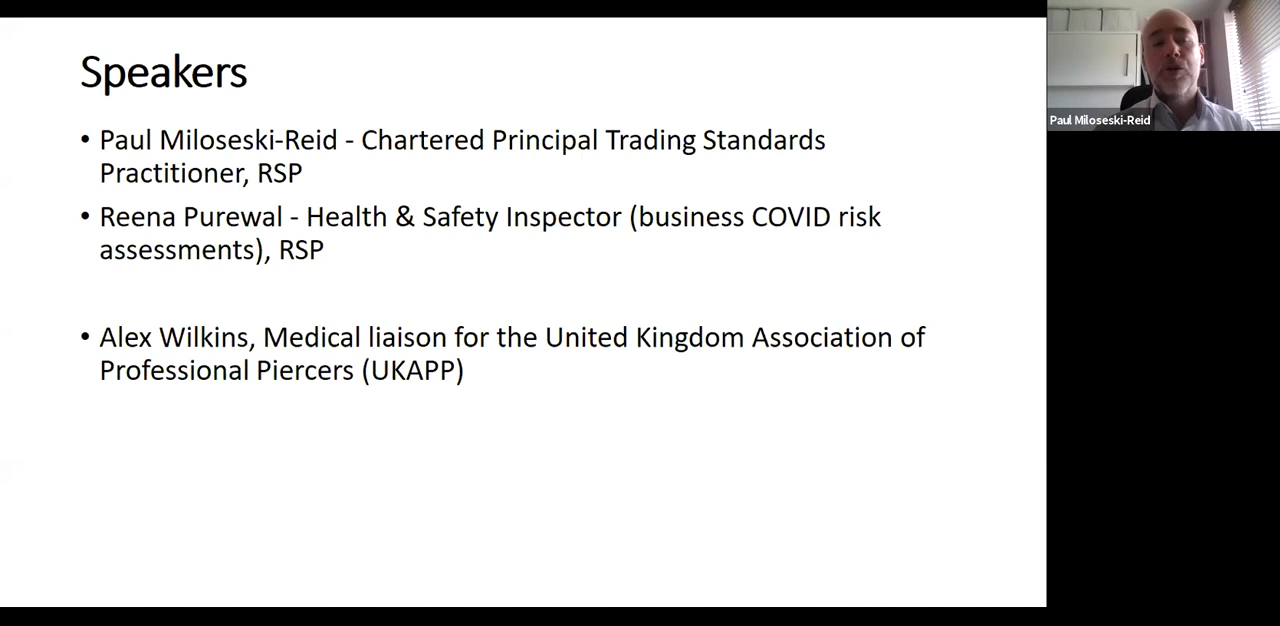 Speakers
• Paul Miloseski-Reid - Chartered Principal Trading Standards
Practitioner, RSP
• Reena Purewal - Health & Safety Inspector (business COVID risk
assessments), RSP
• Alex Wilkins, Medical liaison for the United Kingdom Association of
Professional Piercers (UKAPP)
Paul Miloseski-Reid